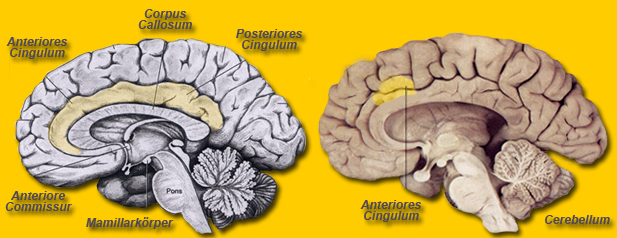 Corpus
Callosum
Anteriores
Cingulum
Posteriores
Cingulum
Pons
Anteriore
Commissur
Mamillarkörper
Anteriores
Cingulum
Cerebellum